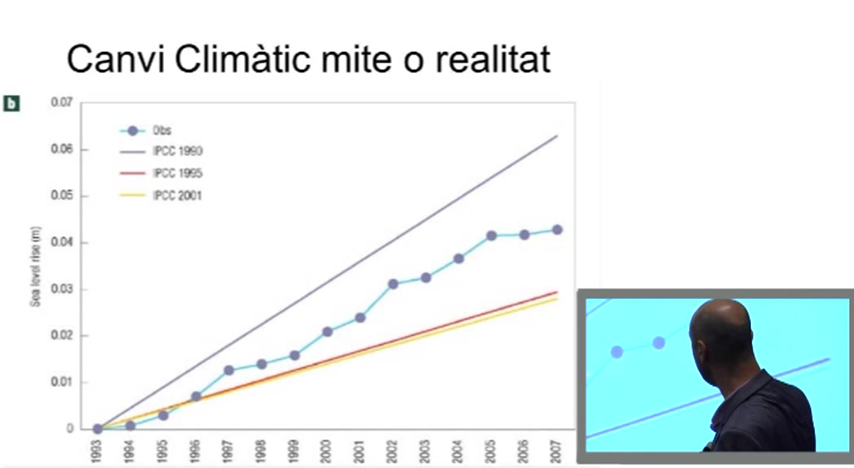 Canvi Climàtic mite o realitat
b
0.07
0.06
0.05
0.04
0.03
0.02
0.01
0
Sea level rise (m)
Obs
IPCC 1990
IPCC 1995
IPCC 2001
1993 1994 1995 1996 1997 1998 1999 2000 2001 2002 2003 2004 2005 2006 2007